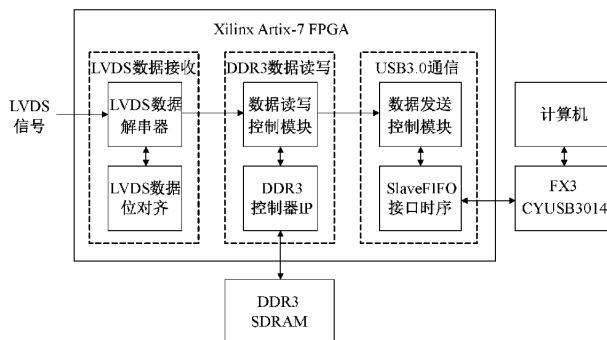 Xilinx Artix-7 FPGA
LVDS数据接收
DDR3数据读写
USB3.0通信
LVDS
信号
LVDS数据
解串器
数据读写
控制模块
数据发送
控制模块
计算机
LVDS数据
位对齐
DDR3
控制器IP
SlaveFIFO
接口时序
FX3
CYUSB3014
DDR3
SDRAM